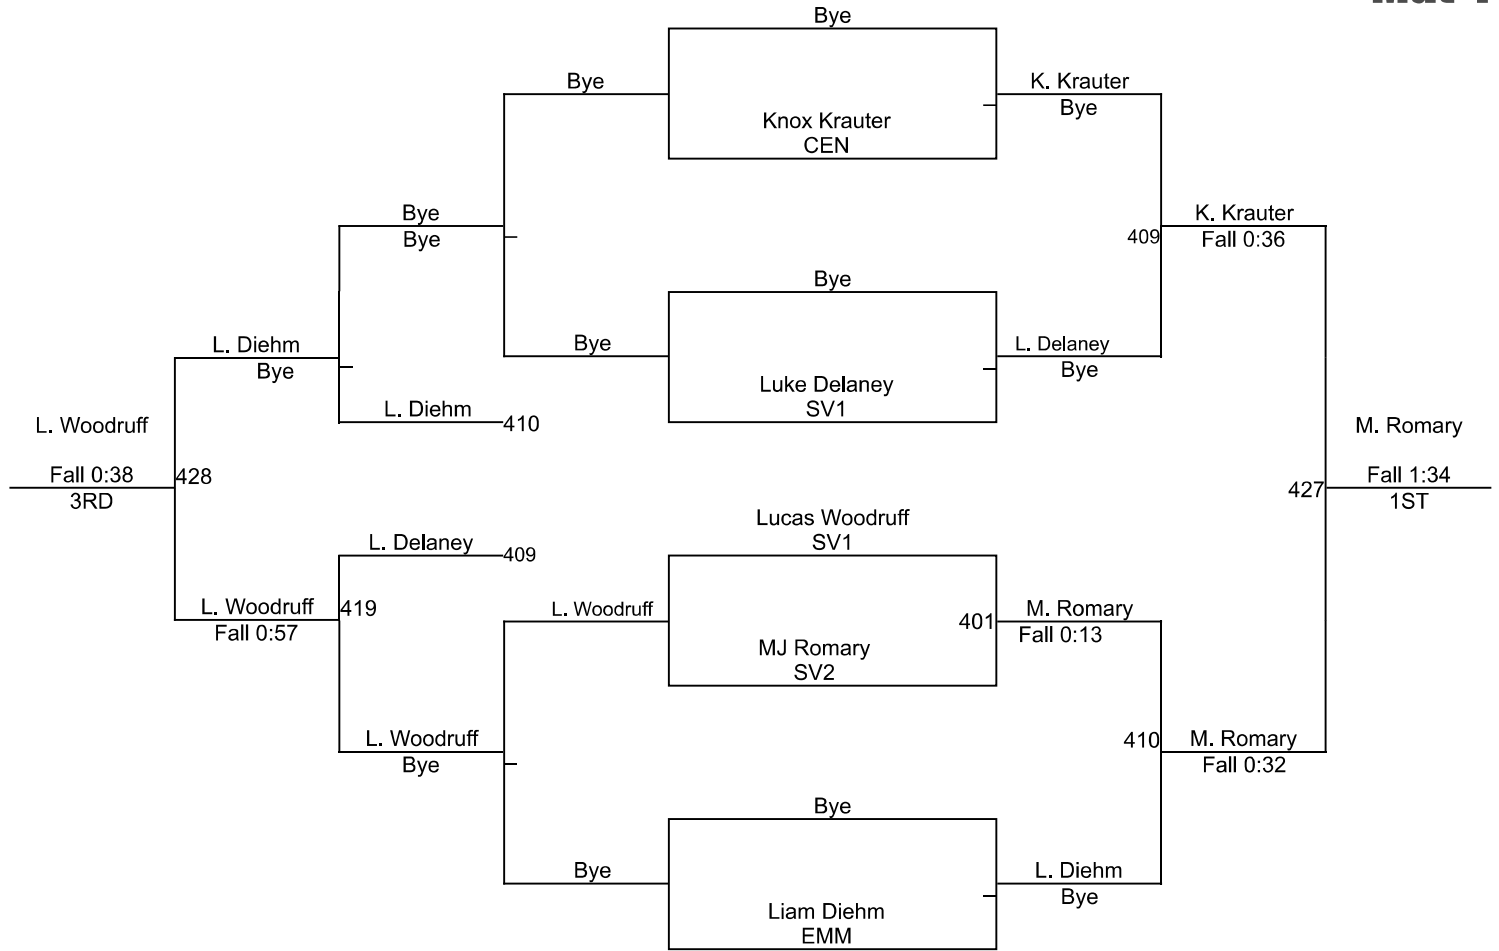 Bye
Bye
K. Krauter
Bye
Knox Krauter
CEN
Bye
Bye
K. Krauter
409
Fall 0:36
Bye
L. Diehm
Bye
Bye
L. Delaney
Bye
Luke Delaney
SV1
L. Diehm
410
L. Woodruff
M. Romary
Fall 0:38
428
3RD
Fall 1:34
427
1ST
Lucas Woodruff
SV1
L. Delaney
409
L. Woodruff
419
Fall 0:57
L. Woodruff
401
M. Romary
Fall 0:13
MJ Romary
SV2
L. Woodruff
Bye
410
M. Romary
Fall 0:32
Bye
Bye
L. Diehm
Bye
Liam Diehm
EMM